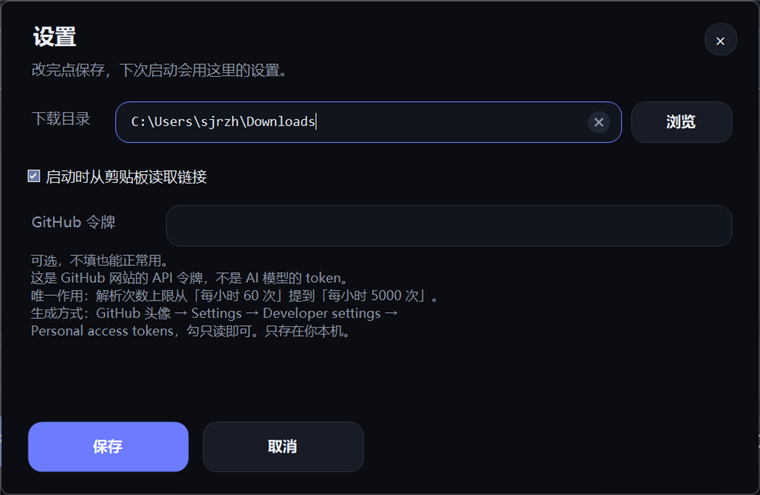 设置
×
改完点保存，下次启动会用这里的设置。
下载目录 C:\Users\sjrzh\Downloads × 浏览
启动时从剪贴板读取链接
GitHub 令牌
可选，不填也能正常用。
这是 GitHub 网站的 API 令牌，不是 AI 模型的 token。
唯一作用：解析次数上限从「每小时 60 次」提到「每小时 5000 次」。
生成方式：GitHub 头像 → Settings → Developer settings →
Personal access tokens，勾只读即可。只存在你本机。
保存 取消